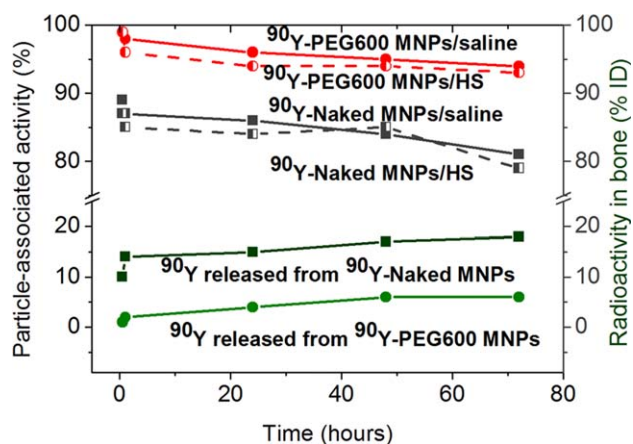 100
90
80
20
10
0
Particle-associated activity (%)
⁹⁰Y-PEG600 MNPs/saline
⁹⁰Y-PEG600 MNPs/HS
⁹⁰Y-Naked MNPs/saline
⁹⁰Y-Naked MNPs/HS
⁹⁰Y released from ⁹⁰Y-Naked MNPs
⁹⁰Y released from ⁹⁰Y-PEG600 MNPs
100
90
80
20
10
0
Radioactivity in bone (% ID)
0 20 40 60 80
Time (hours)